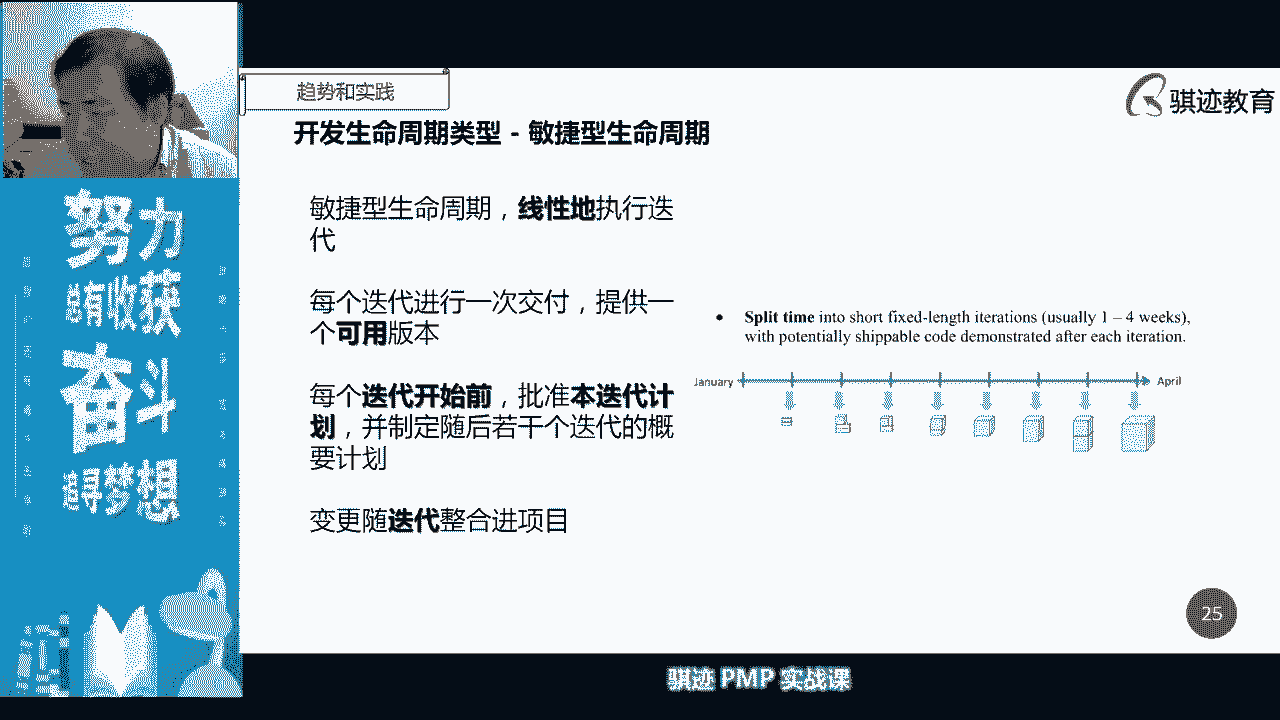 趋势和实践
骐迹教育
开发生命周期类型 - 敏捷型生命周期
敏捷型生命周期，线性地执行迭
代
每个迭代进行一次交付，提供一
个可用版本
每个迭代开始前，批准本迭代计
划，并制定随后若干个迭代的概
要计划
变更随迭代整合进项目
• Split time into short fixed-length iterations (usually 1 – 4 weeks),
with potentially shippable code demonstrated after each iteration.
January
April
努力
总有收获
奋斗
追寻梦想
25
骐迹 PMP 实战课